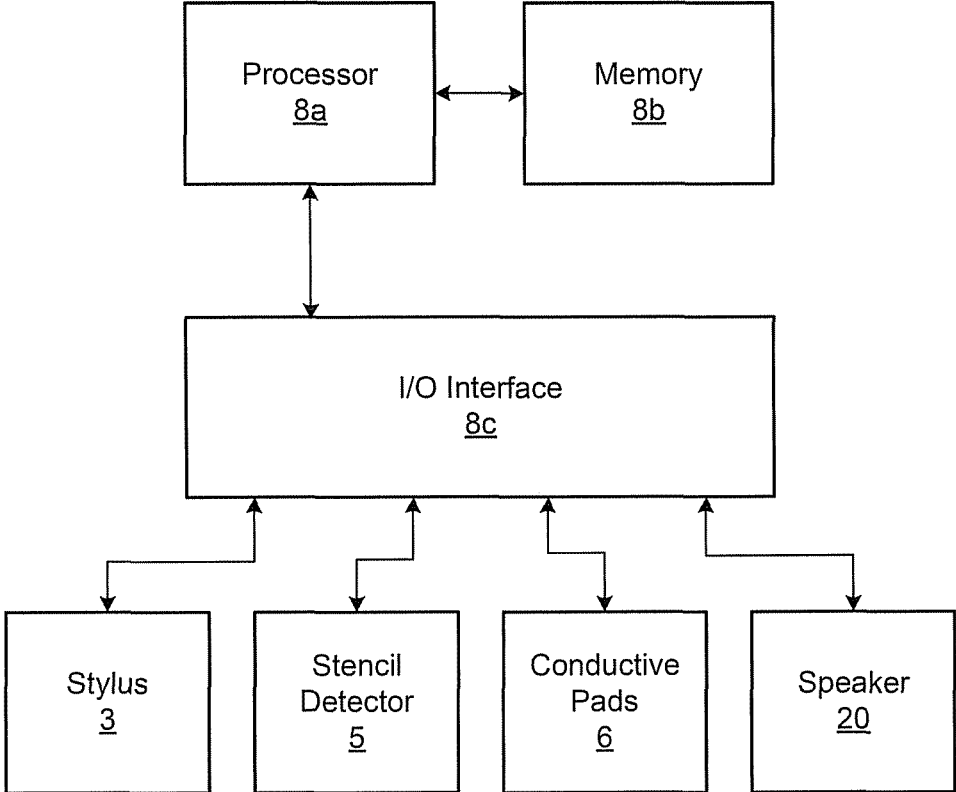 Processor
8a
Memory
8b
I/O Interface
8c
Stylus
3
Stencil
Detector
5
Conductive
Pads
6
Speaker
20